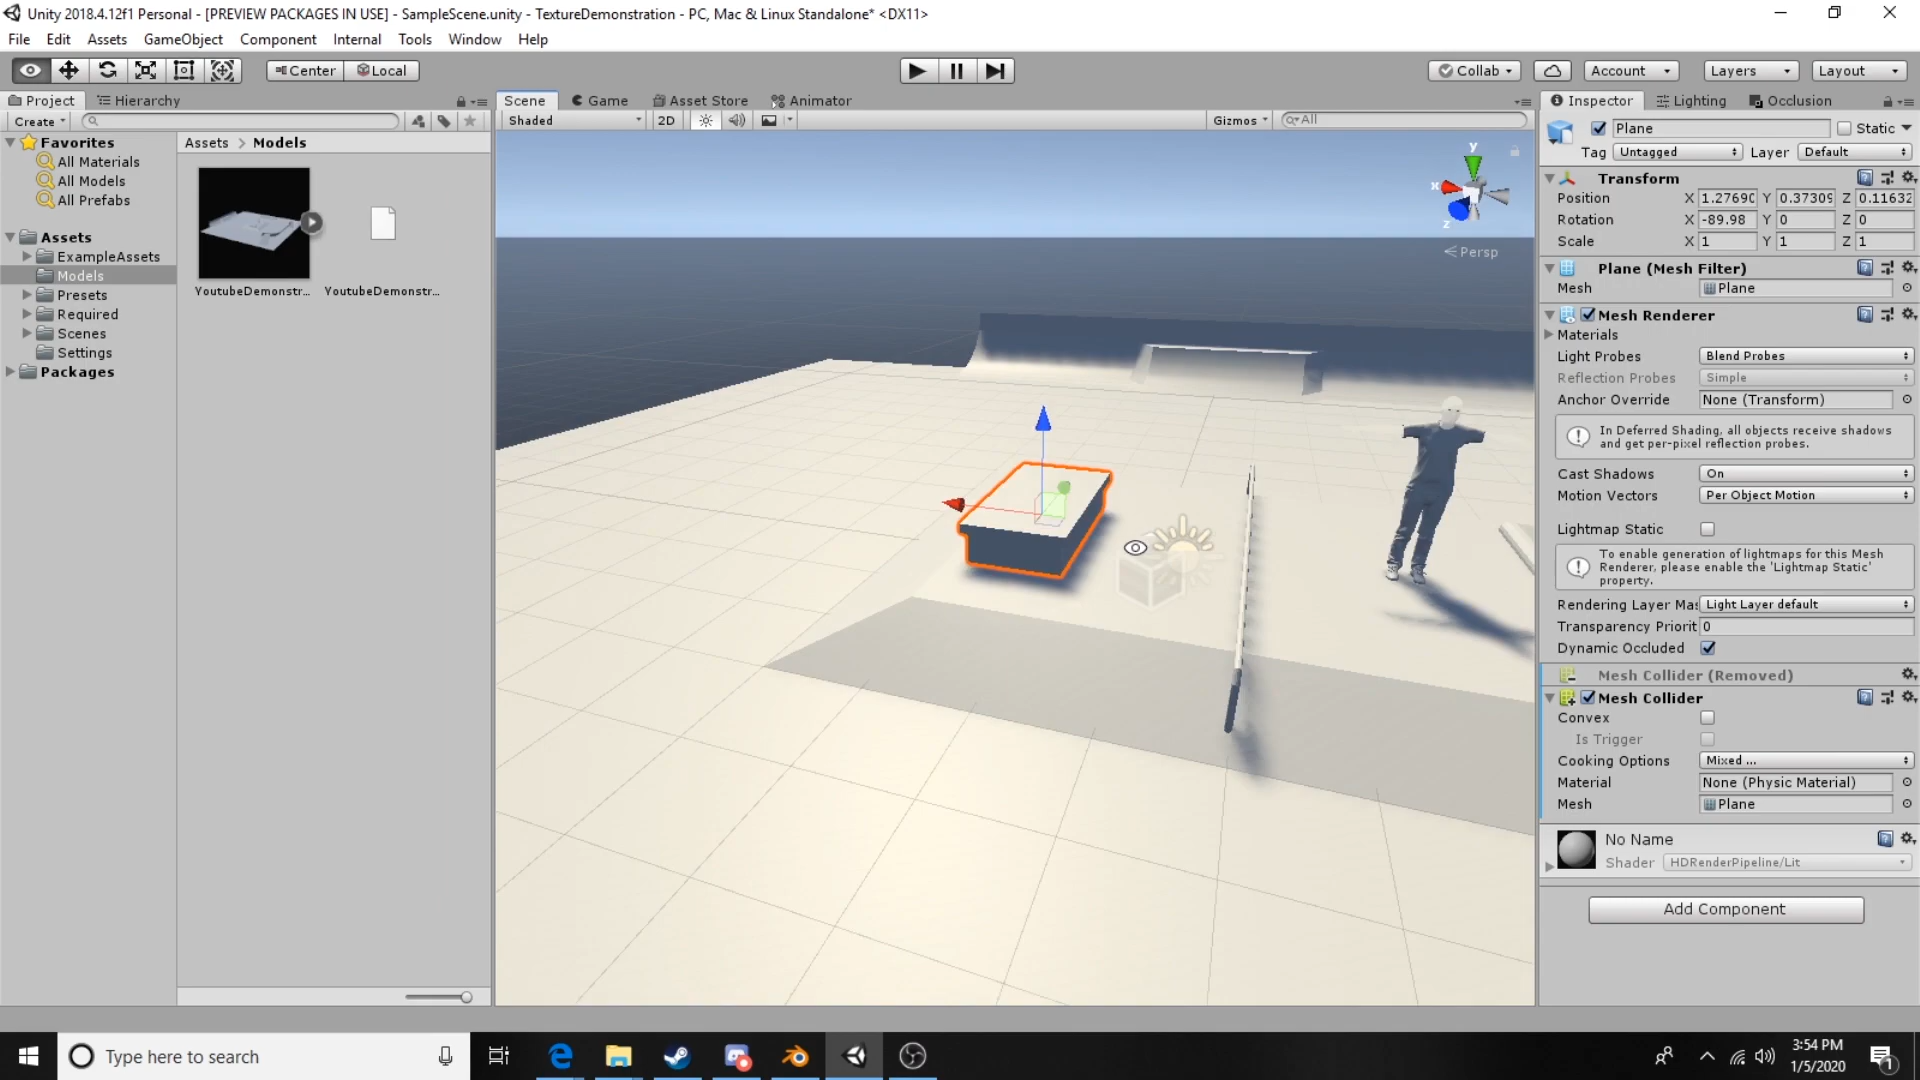 Unity 2018.4.12f1 Personal - [PREVIEW PACKAGES IN USE] - SampleScene.unity - TextureDemonstration - PC, Mac & Linux Standalone* <DX11>
File Edit Assets GameObject Component Internal Tools Window Help
Center Local Collab Account Layers Layout
Project Hierarchy
Create
Favorites
All Materials
All Models
All Prefabs
Assets
ExampleAssets
Models
Presets
Required
Scenes
Settings
Packages
Assets > Models
YoutubeDemonstr...
YoutubeDemonstr...
Scene Game Asset Store Animator
Shaded 2D Gizmos All
y
x
z
Persp
Inspector Lighting Occlusion
Plane Static
Tag Untagged Layer Default
Transform
Position X 1.2769 Y 0.37309 Z 0.11632
Rotation X -89.98 Y 0 Z 0
Scale X 1 Y 1 Z 1
Plane (Mesh Filter)
Mesh Plane
Mesh Renderer
Materials
Light Probes Blend Probes
Reflection Probes Simple
Anchor Override None (Transform)
In Deferred Shading, all objects receive shadows
and get per-pixel reflection probes.
Cast Shadows On
Motion Vectors Per Object Motion
Lightmap Static
To enable generation of lightmaps for this Mesh
Renderer, please enable the 'Lightmap Static'
property.
Rendering Layer Mas Light Layer default
Transparency Priorit 0
Dynamic Occluded
Mesh Collider (Removed)
Mesh Collider
Convex
Is Trigger
Cooking Options Mixed ...
Material None (Physic Material)
Mesh Plane
No Name
Shader HDRenderPipeline/Lit
Add Component
Type here to search
3:54 PM
1/5/2020
1